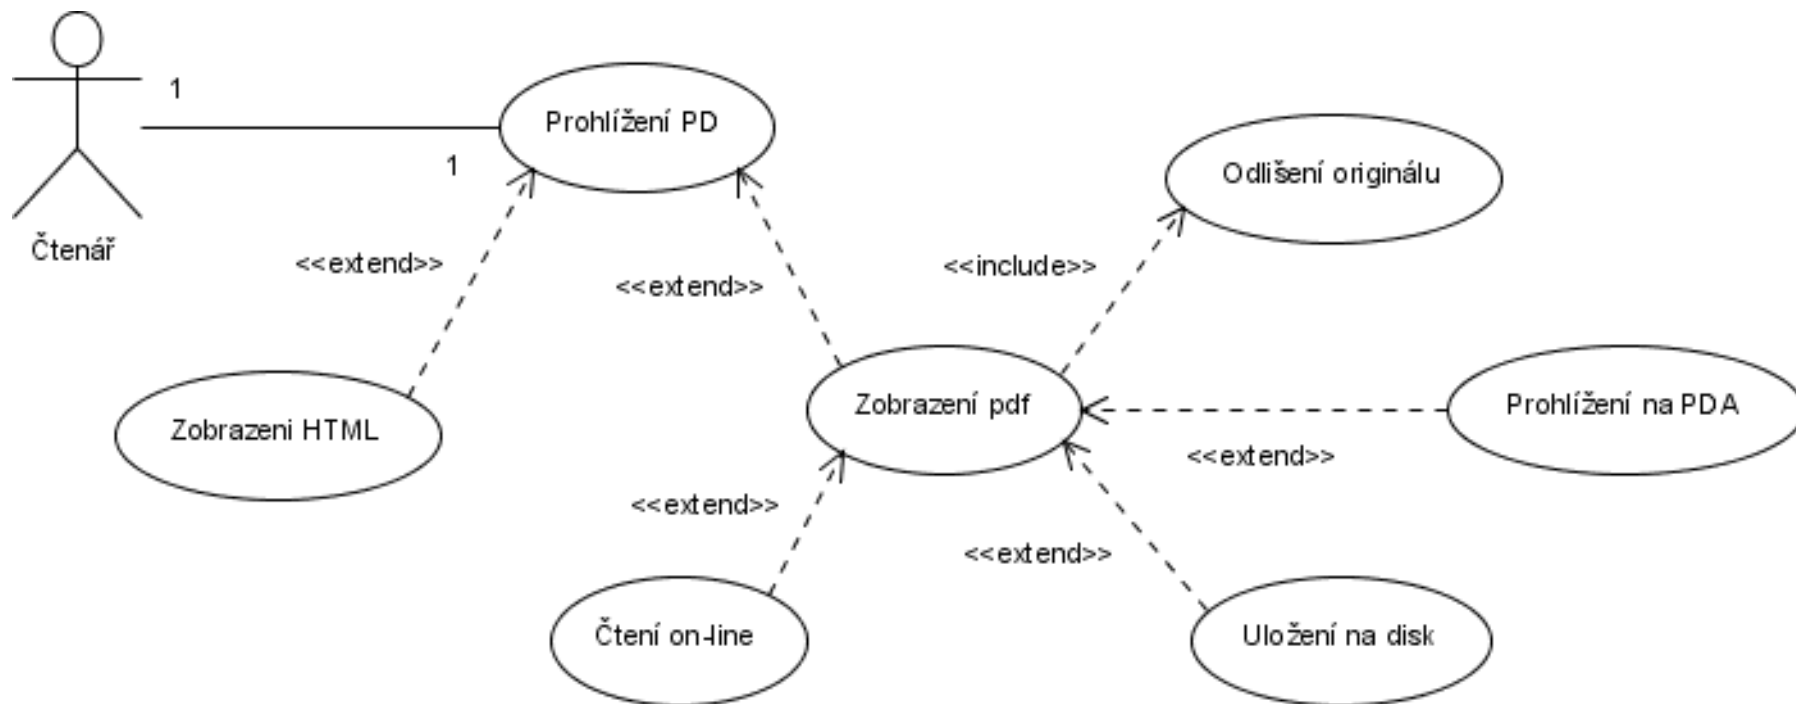 1
Prohlížení PD
1
Čtenář
Odlišení originálu
<<extend>>
<<extend>>
<<include>>
Zobrazeni HTML
Zobrazení pdf
Prohlížení na PDA
<<extend>>
<<extend>>
<<extend>>
Čtení on-line
Uložení na disk